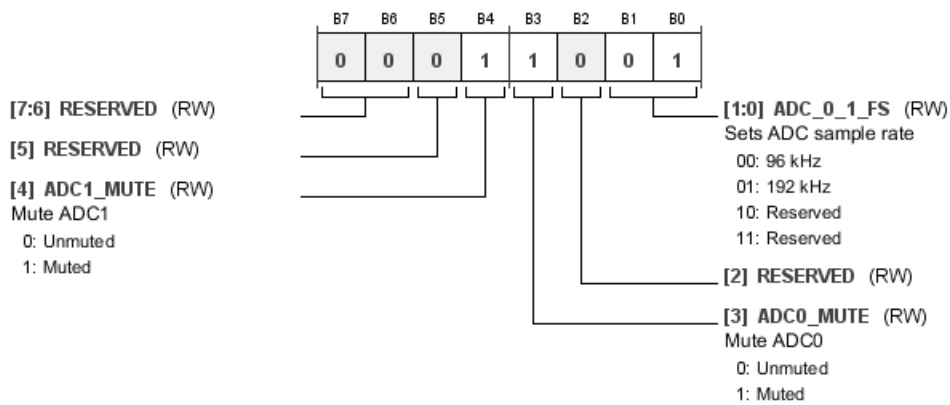 B7 B6 B5 B4 B3 B2 B1 B0
0 0 0 1 1 0 0 1
[7:6] RESERVED (RW)
[5] RESERVED (RW)
[4] ADC1_MUTE (RW)
Mute ADC1
0: Unmuted
1: Muted
[1:0] ADC_0_1_FS (RW)
Sets ADC sample rate
00: 96 kHz
01: 192 kHz
10: Reserved
11: Reserved
[2] RESERVED (RW)
[3] ADC0_MUTE (RW)
Mute ADC0
0: Unmuted
1: Muted